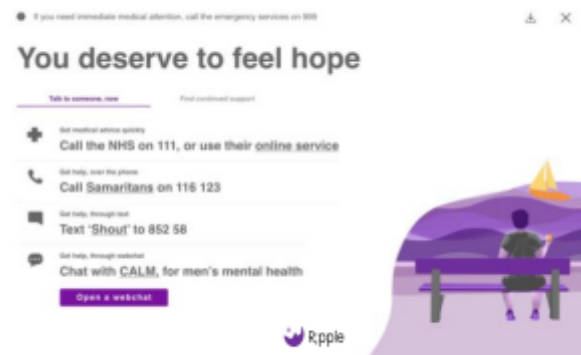 If you need immediate medical attention, call the emergency services on 999
You deserve to feel hope
Talk to someone, now
Find continued support
Get medical advice quickly
Call the NHS on 111, or use their online service
Get help, over the phone
Call Samaritans on 116 123
Get help, through text
Text ‘Shout’ to 852 58
Get help, through webchat
Chat with CALM, for men's mental health
Open a webchat
R;pple